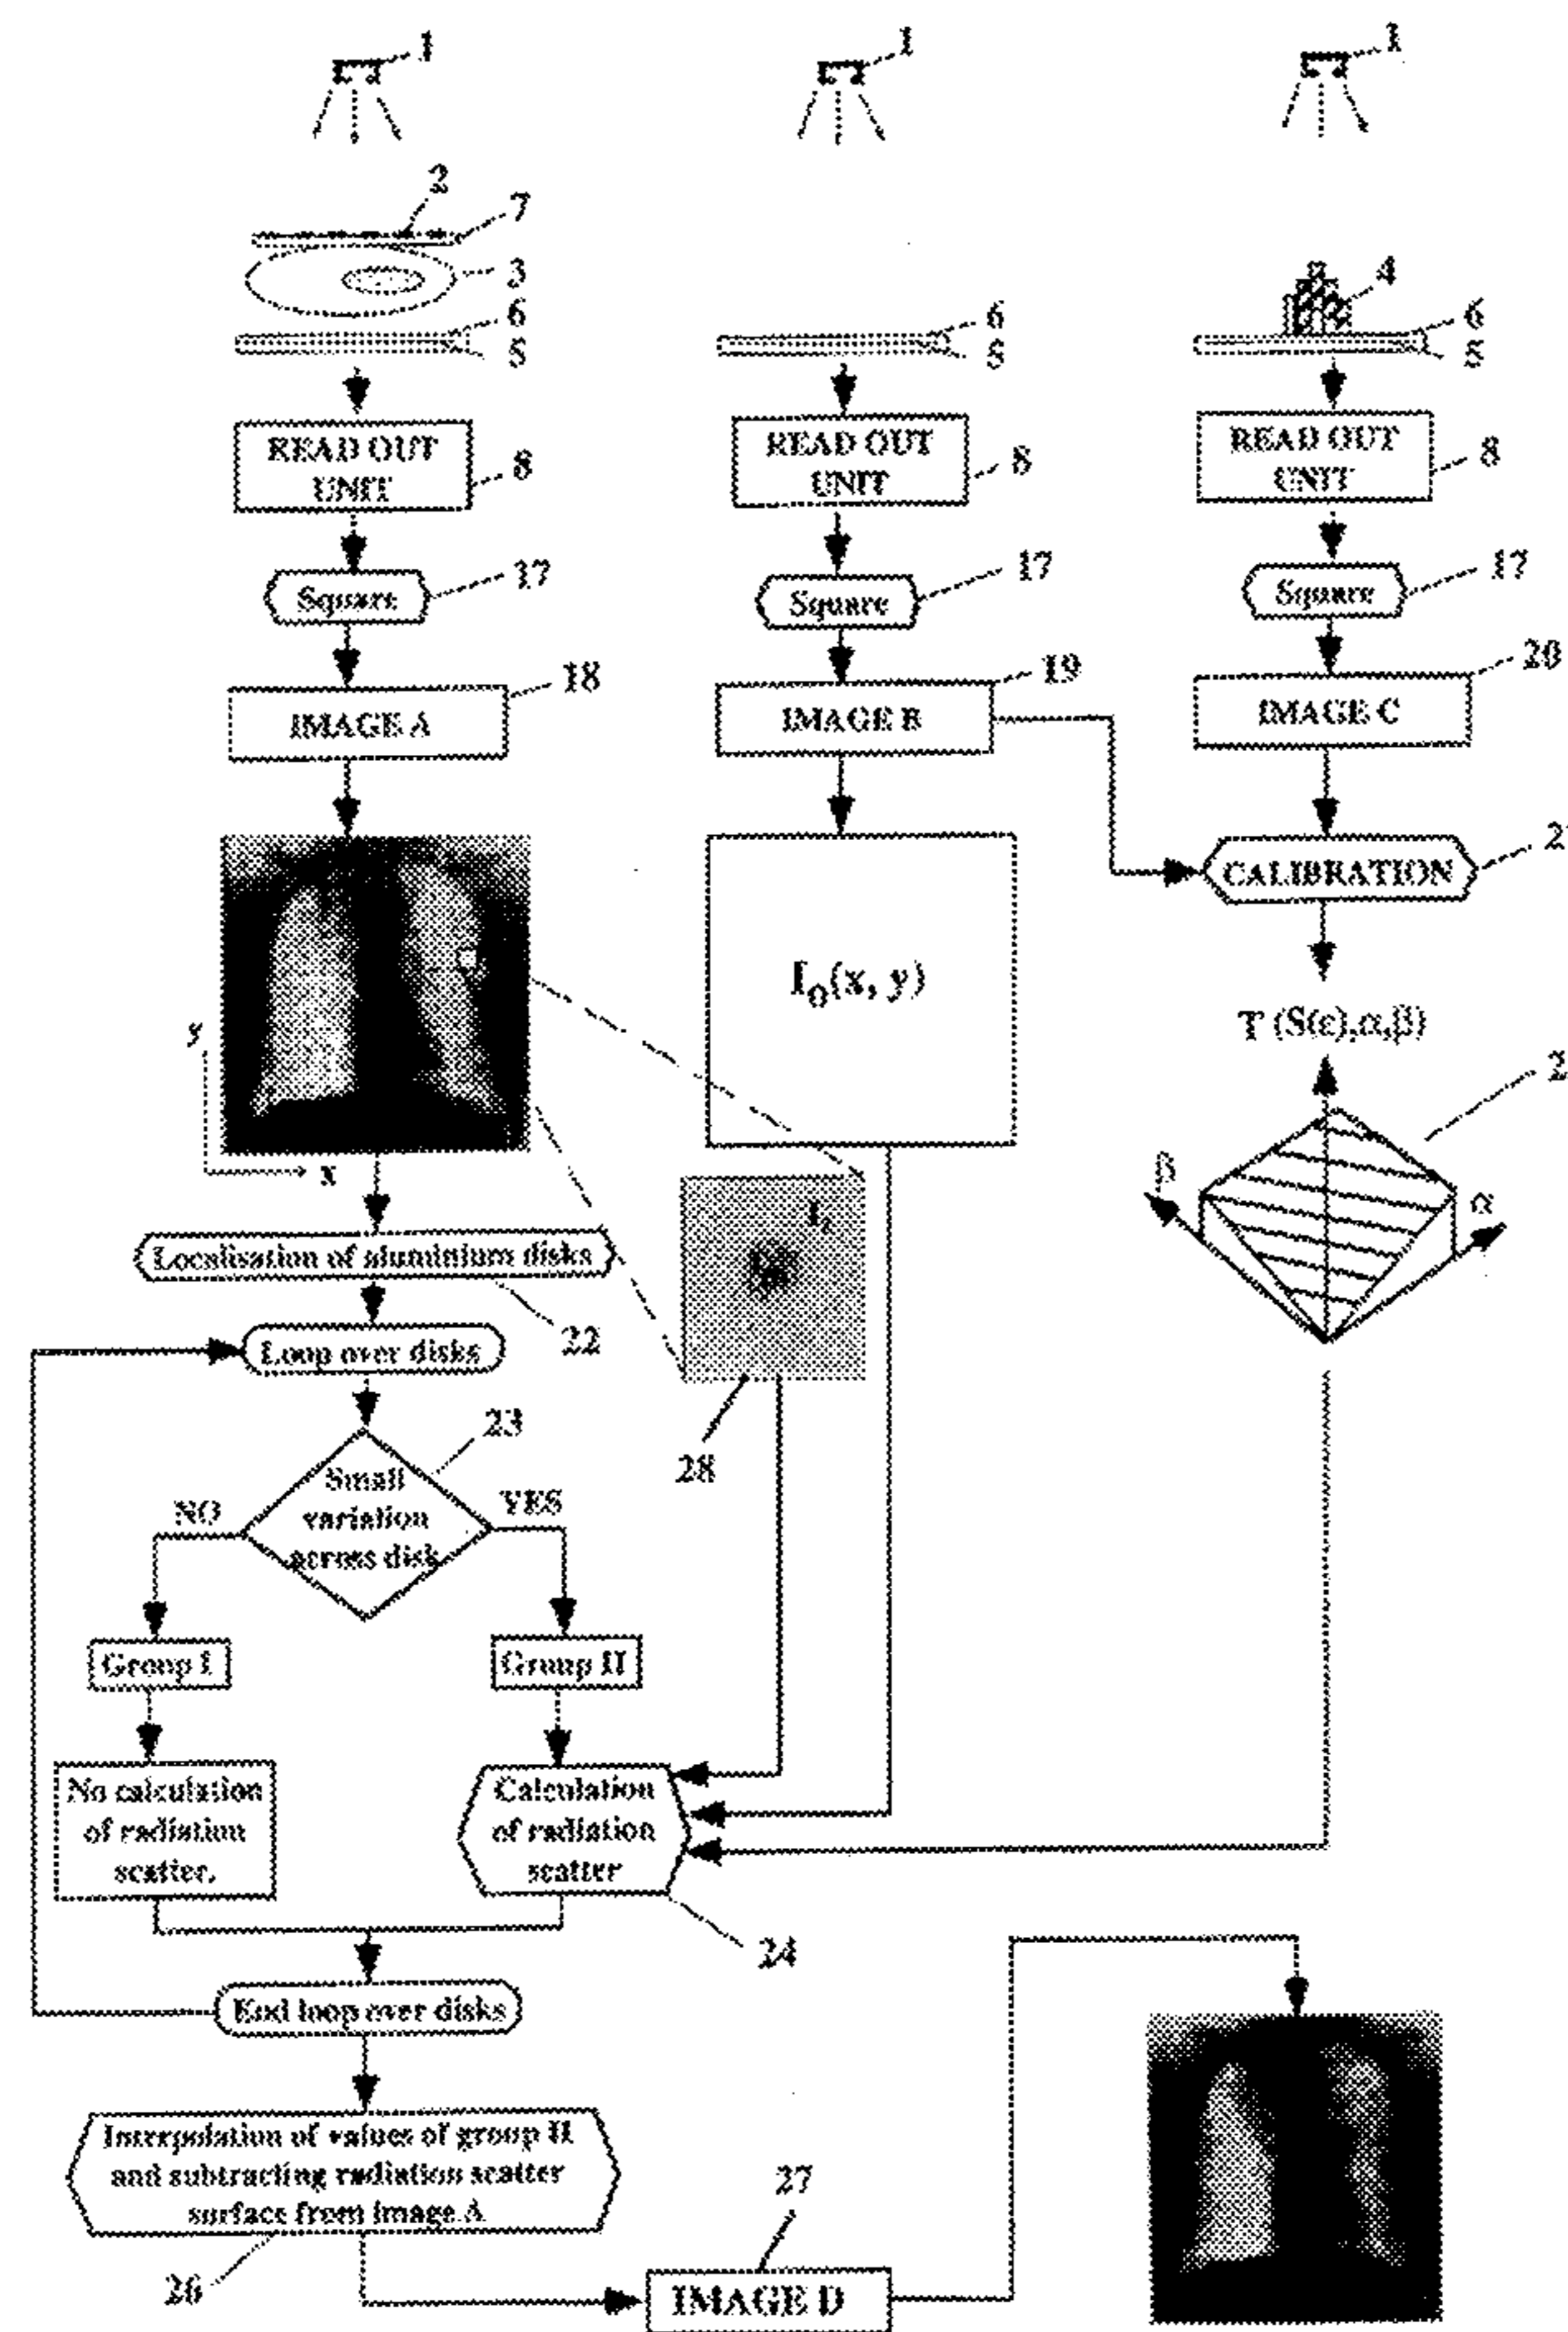 1
1
1
2
7
3
6
5
6
5
4
6
5
READ OUT
UNIT
8
READ OUT
UNIT
8
READ OUT
UNIT
8
Square
17
Square
17
Square
17
IMAGE A
18
IMAGE B
19
IMAGE C
20
CALIBRATION
2
I₀(x, y)
T (S(ε),α,β)
2
y
x
β
α
Localisation of aluminium disks
22
Loop over disks
28
23
Small
variation
across disk
NO
YES
Group I
Group II
No calculation
of radiation
scatter.
Calculation
of radiation
scatter
24
End loop over disks
Interpolation of values of group II
and subtracting radiation scatter
surface from image A
26
27
IMAGE D